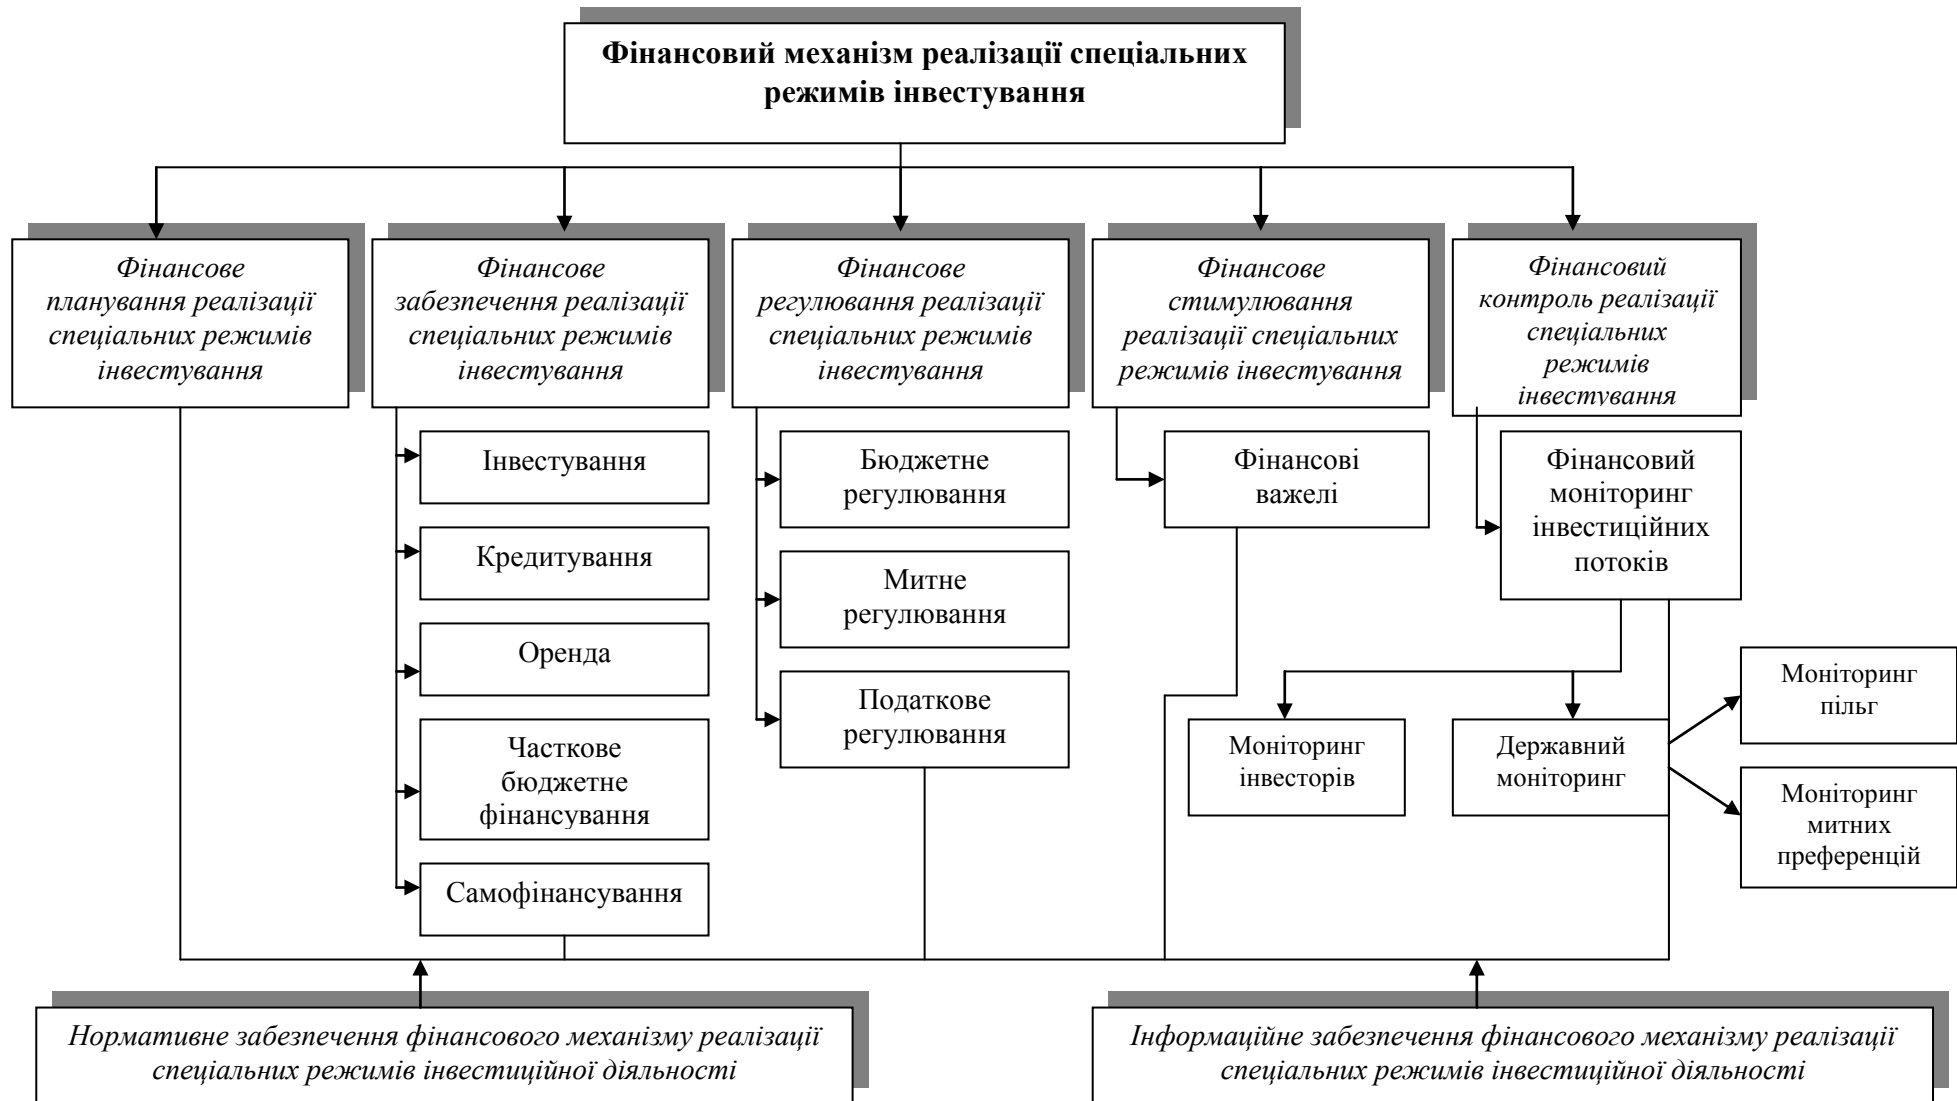 Фінансовий механізм реалізації спеціальних
режимів інвестування
Фінансове
планування реалізації
спеціальних режимів
інвестування
Фінансове
забезпечення реалізації
спеціальних режимів
інвестування
Фінансове
регулювання реалізації
спеціальних режимів
інвестування
Фінансове
стимулювання
реалізації спеціальних
режимів інвестування
Фінансовий
контроль реалізації
спеціальних
режимів
інвестування
Інвестування
Кредитування
Оренда
Часткове
бюджетне
фінансування
Самофінансування
Бюджетне
регулювання
Митне
регулювання
Податкове
регулювання
Фінансові
важелі
Фінансовий
моніторинг
інвестиційних
потоків
Моніторинг
інвесторів
Державний
моніторинг
Моніторинг
пільг
Моніторинг
митних
преференцій
Нормативне забезпечення фінансового механізму реалізації
спеціальних режимів інвестиційної діяльності
Інформаційне забезпечення фінансового механізму реалізації
спеціальних режимів інвестиційної діяльності